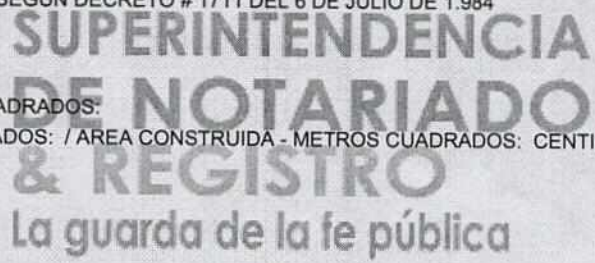 SEGUN DECRETO # 1711 DEL 6 DE JULIO DE 1.984
SUPERINTENDENCIA
DE NOTARIADO
ADRADOS:
ADOS: / AREA CONSTRUIDA - METROS CUADRADOS: CENTI
& REGISTRO
La guarda de la fe pública